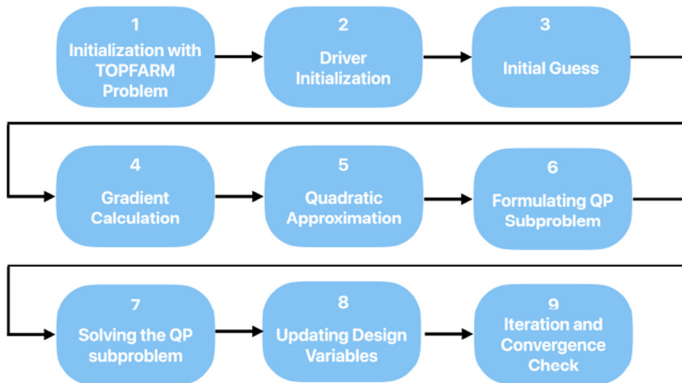 1
Initialization with
TOPFARM
Problem
2
Driver
Initialization
3
Initial Guess
4
Gradient
Calculation
5
Quadratic
Approximation
6
Formulating QP
Subproblem
7
Solving the QP
subproblem
8
Updating Design
Variables
9
Iteration and
Convergence
Check